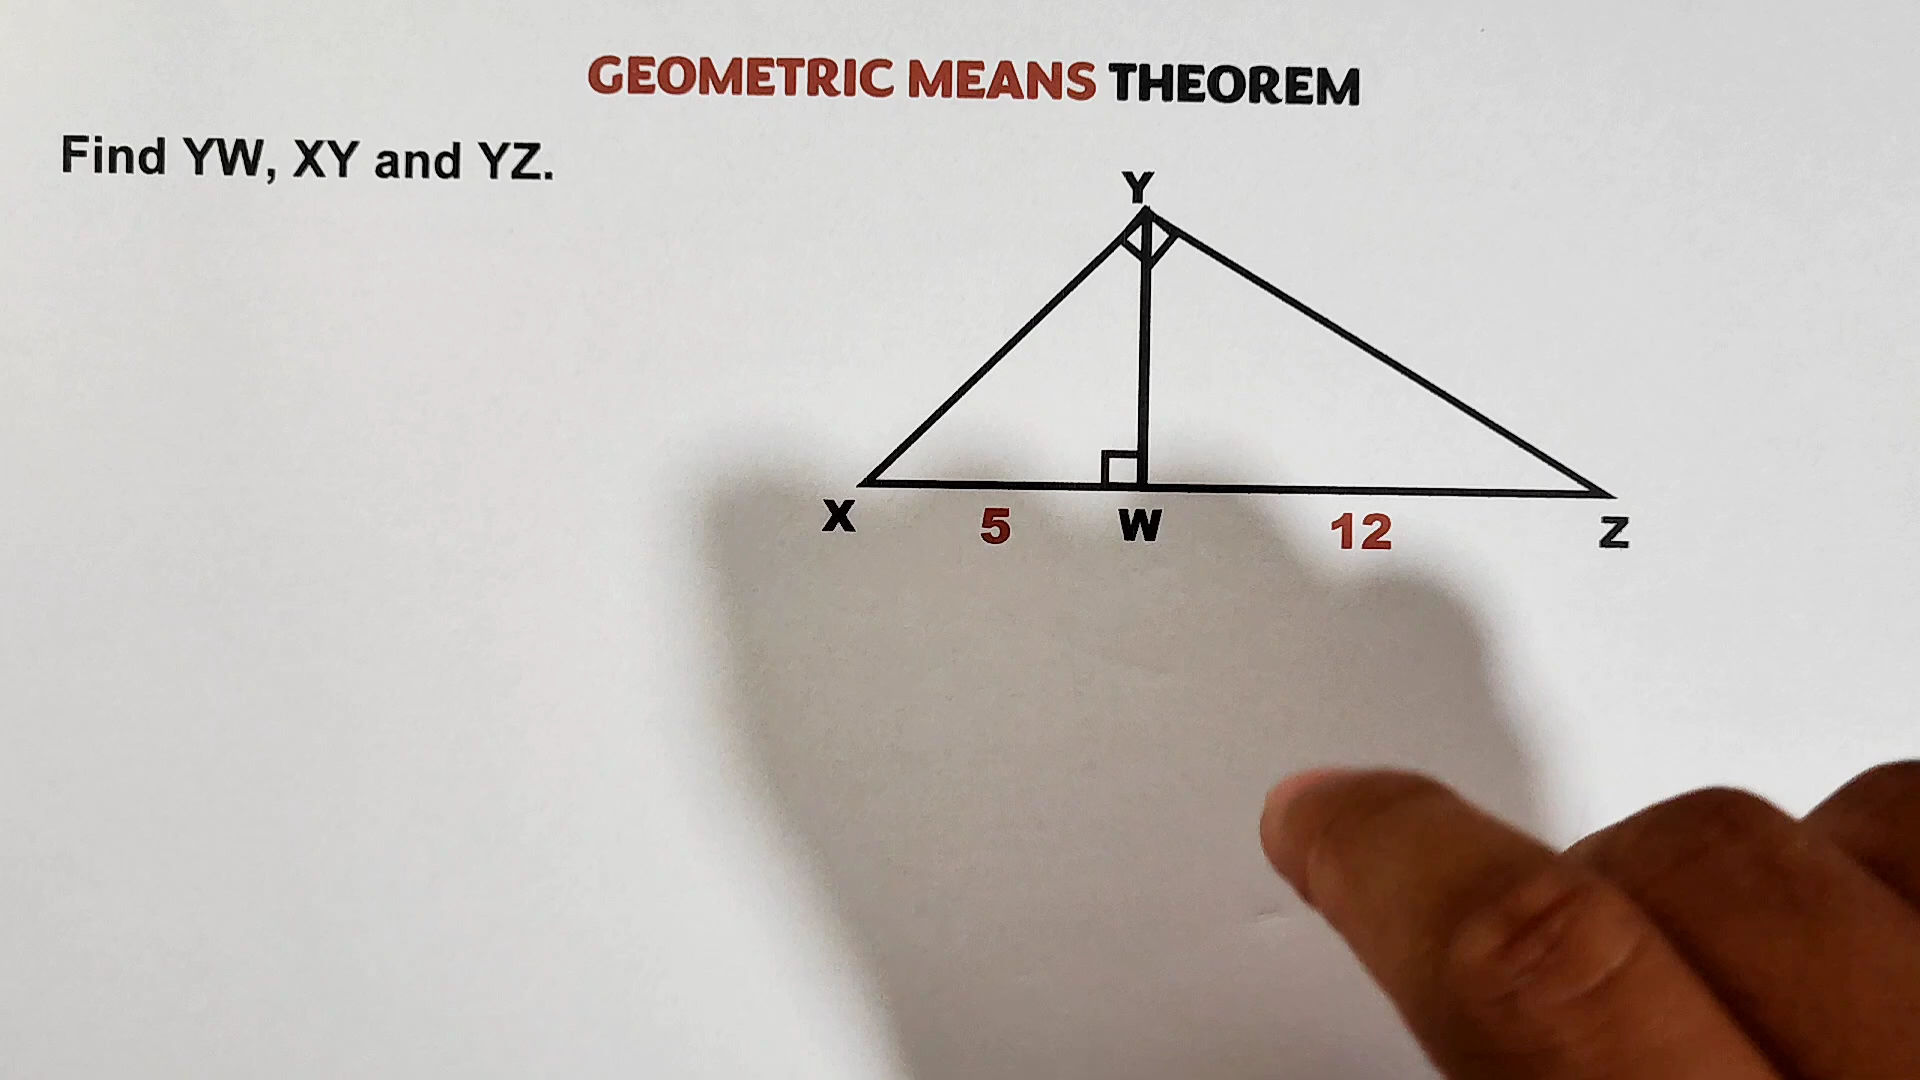 GEOMETRIC MEANS THEOREM
Find YW, XY and YZ.
Y
X
5
W
12
Z